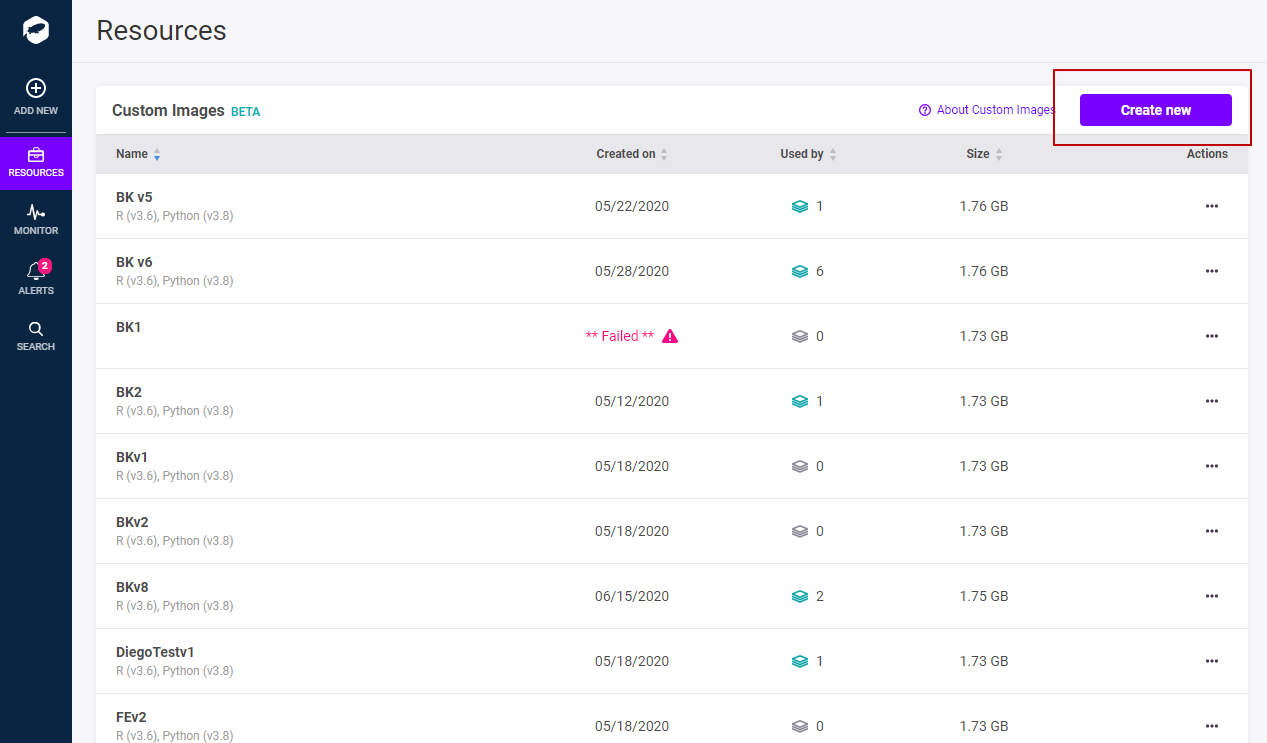 Resources
ADD NEW
RESOURCES
MONITOR
2
ALERTS
SEARCH
Custom Images BETA
About Custom Images
Create new
Name Created on Used by Size Actions
BK v5
R (v3.6), Python (v3.8)
05/22/2020 1 1.76 GB
BK v6
R (v3.6), Python (v3.8)
05/28/2020 6 1.76 GB
BK1
** Failed ** 0 1.73 GB
BK2
R (v3.6), Python (v3.8)
05/12/2020 1 1.73 GB
BKv1
R (v3.6), Python (v3.8)
05/18/2020 0 1.73 GB
BKv2
R (v3.6), Python (v3.8)
05/18/2020 0 1.73 GB
BKv8
R (v3.6), Python (v3.8)
06/15/2020 2 1.75 GB
DiegoTestv1
R (v3.6), Python (v3.8)
05/18/2020 1 1.73 GB
FEv2
R (v3.6), Python (v3.8)
05/18/2020 0 1.73 GB